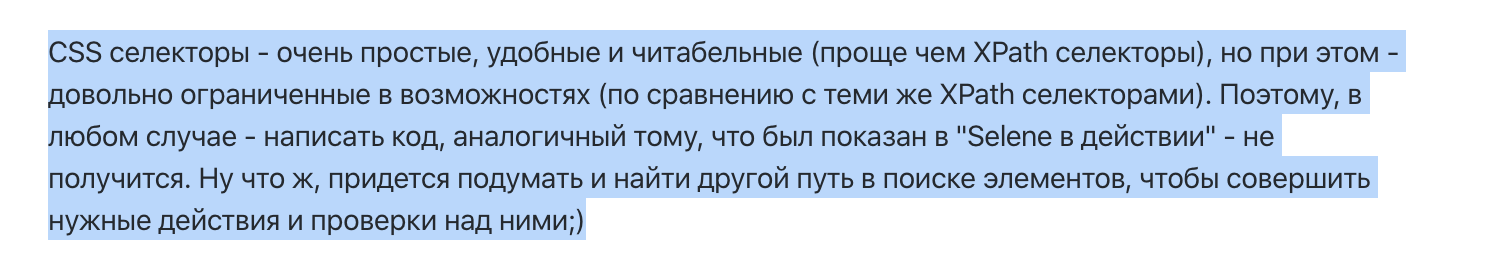 CSS селекторы - очень простые, удобные и читабельные (проще чем XPath селекторы), но при этом -
довольно ограниченные в возможностях (по сравнению с теми же XPath селекторами). Поэтому, в
любом случае - написать код, аналогичный тому, что был показан в "Selene в действии" - не
получится. Ну что ж, придется подумать и найти другой путь в поиске элементов, чтобы совершить
нужные действия и проверки над ними;)